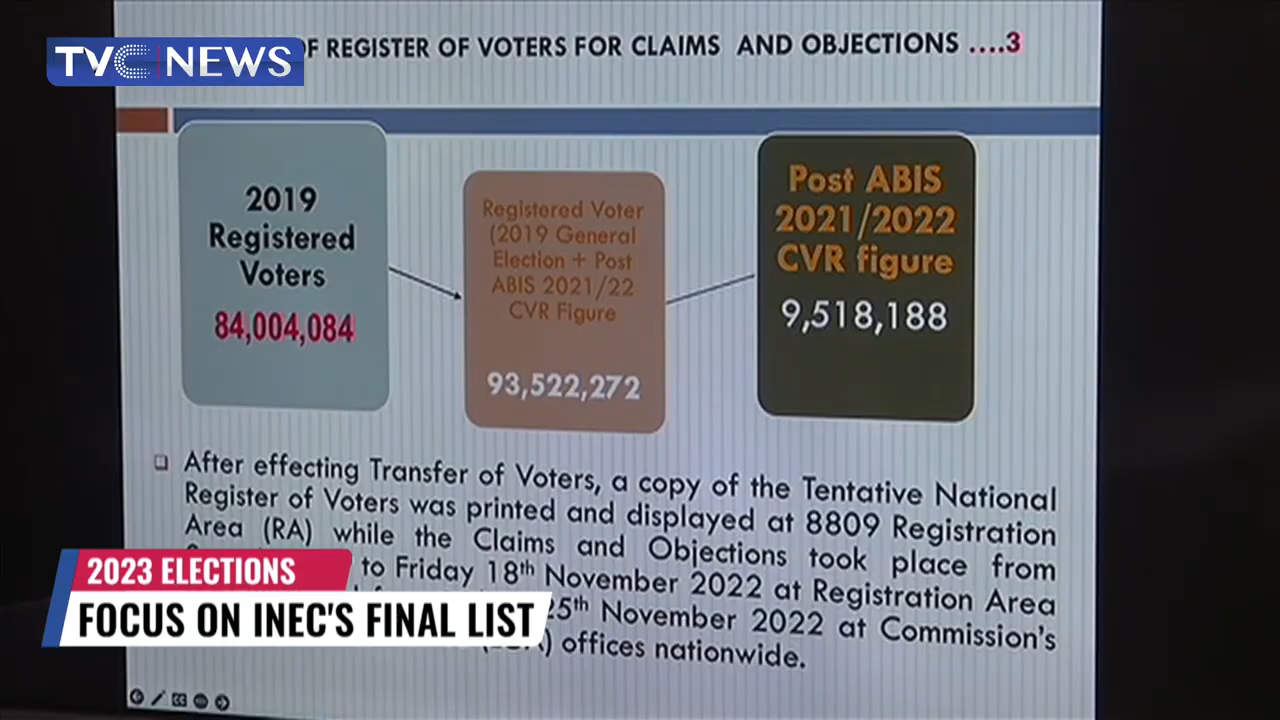 TVC NEWS
OF REGISTER OF VOTERS FOR CLAIMS AND OBJECTIONS ....3
2019
Registered
Voters
84,004,084
Registered Voter
(2019 General
Election + Post
ABIS 2021/22
CVR Figure
93,522,272
Post ABIS
2021/2022
CVR figure
9,518,188
❑ After effecting Transfer of Voters, a copy of the Tentative National
Register of Voters was printed and displayed at 8809 Registration
Area (RA) while the Claims and Objections took place from
to Friday 18th November 2022 at Registration Area
25th November 2022 at Commission's
offices nationwide.
2023 ELECTIONS
FOCUS ON INEC'S FINAL LIST